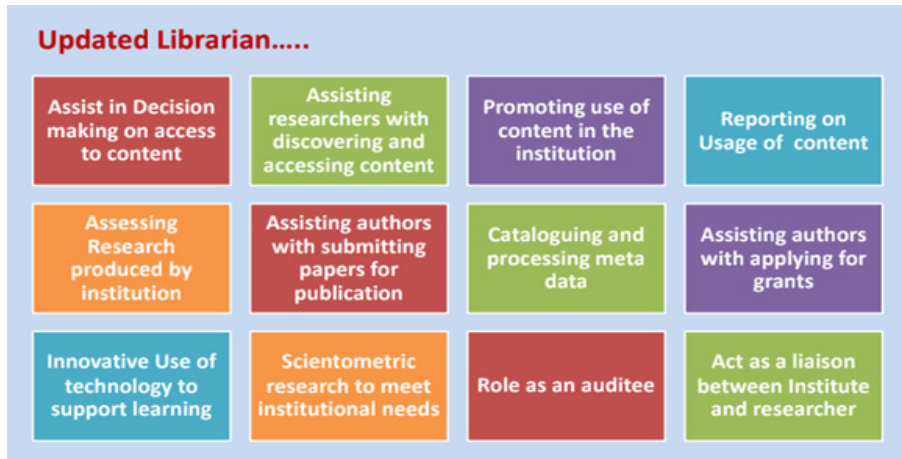 Updated Librarian.....
Assist in Decision
making on access
to content
Assisting
researchers with
discovering and
accessing content
Promoting use of
content in the
institution
Reporting on
Usage of content
Assessing
Research
produced by
institution
Assisting authors
with submitting
papers for
publication
Cataloguing and
processing meta
data
Assisting authors
with applying for
grants
Innovative Use of
technology to
support learning
Scientometric
research to meet
institutional needs
Role as an auditee
Act as a liaison
between Institute
and researcher